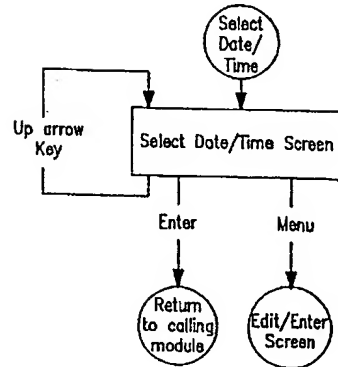 Select
Date/
Time
Up arrow
Key
Select Date/Time Screen
Enter
Menu
Return
to calling
module
Edit/Enter
Screen